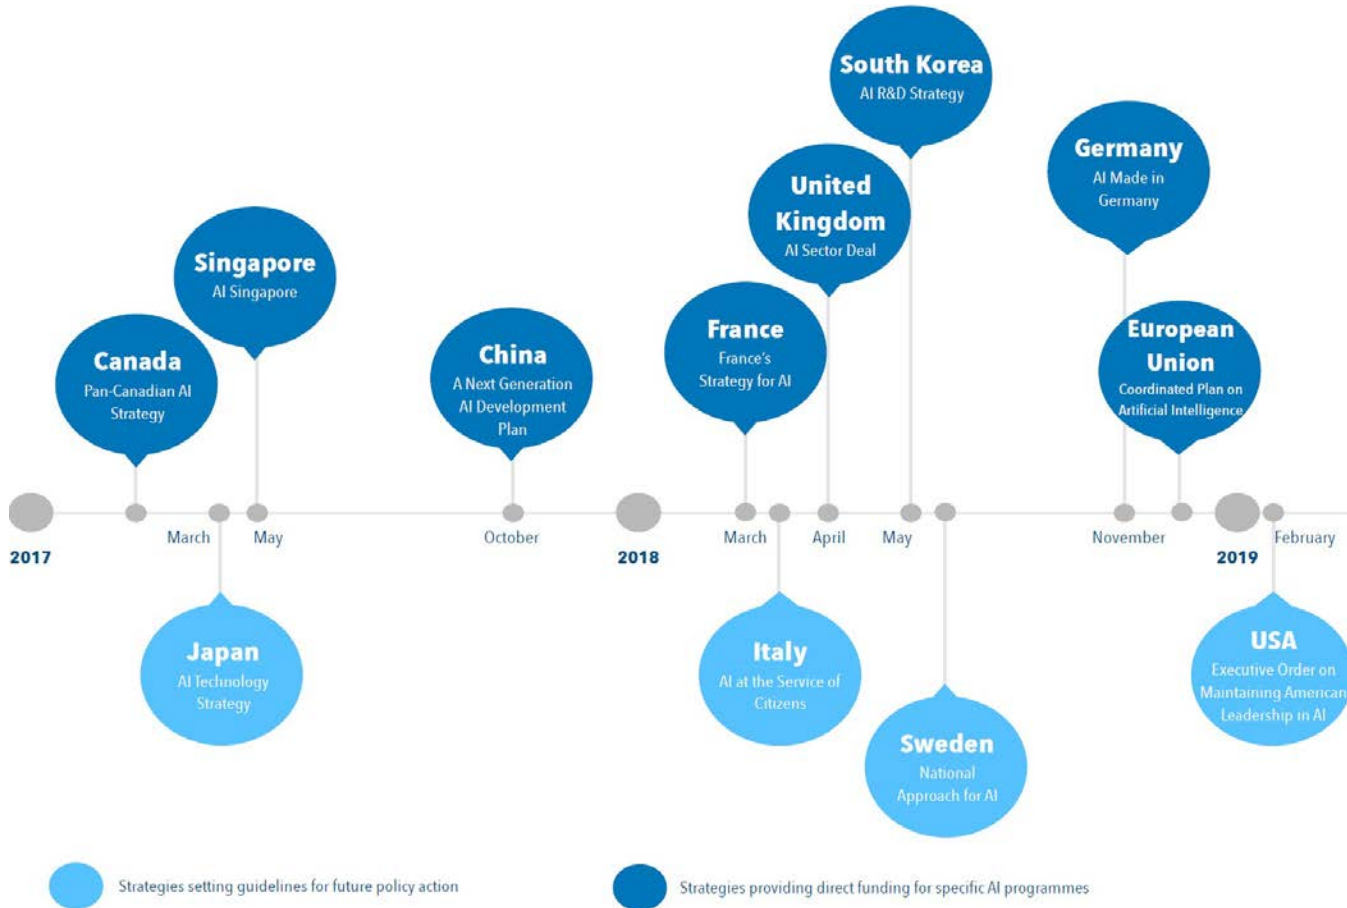 South Korea
AI R&D Strategy
Germany
AI Made in
Germany
United
Kingdom
AI Sector Deal
Singapore
AI Singapore
France
France's
Strategy for AI
European
Union
Coordinated Plan on
Artificial Intelligence
Canada
Pan-Canadian AI
Strategy
China
A Next Generation
AI Development
Plan
2017
March
May
October
2018
March
April
May
November
2019
February
Japan
AI Technology
Strategy
Italy
AI at the Service of
Citizens
Sweden
National
Approach for AI
USA
Executive Order on
Maintaining American
Leadership in AI
Strategies setting guidelines for future policy action
Strategies providing direct funding for specific AI programmes